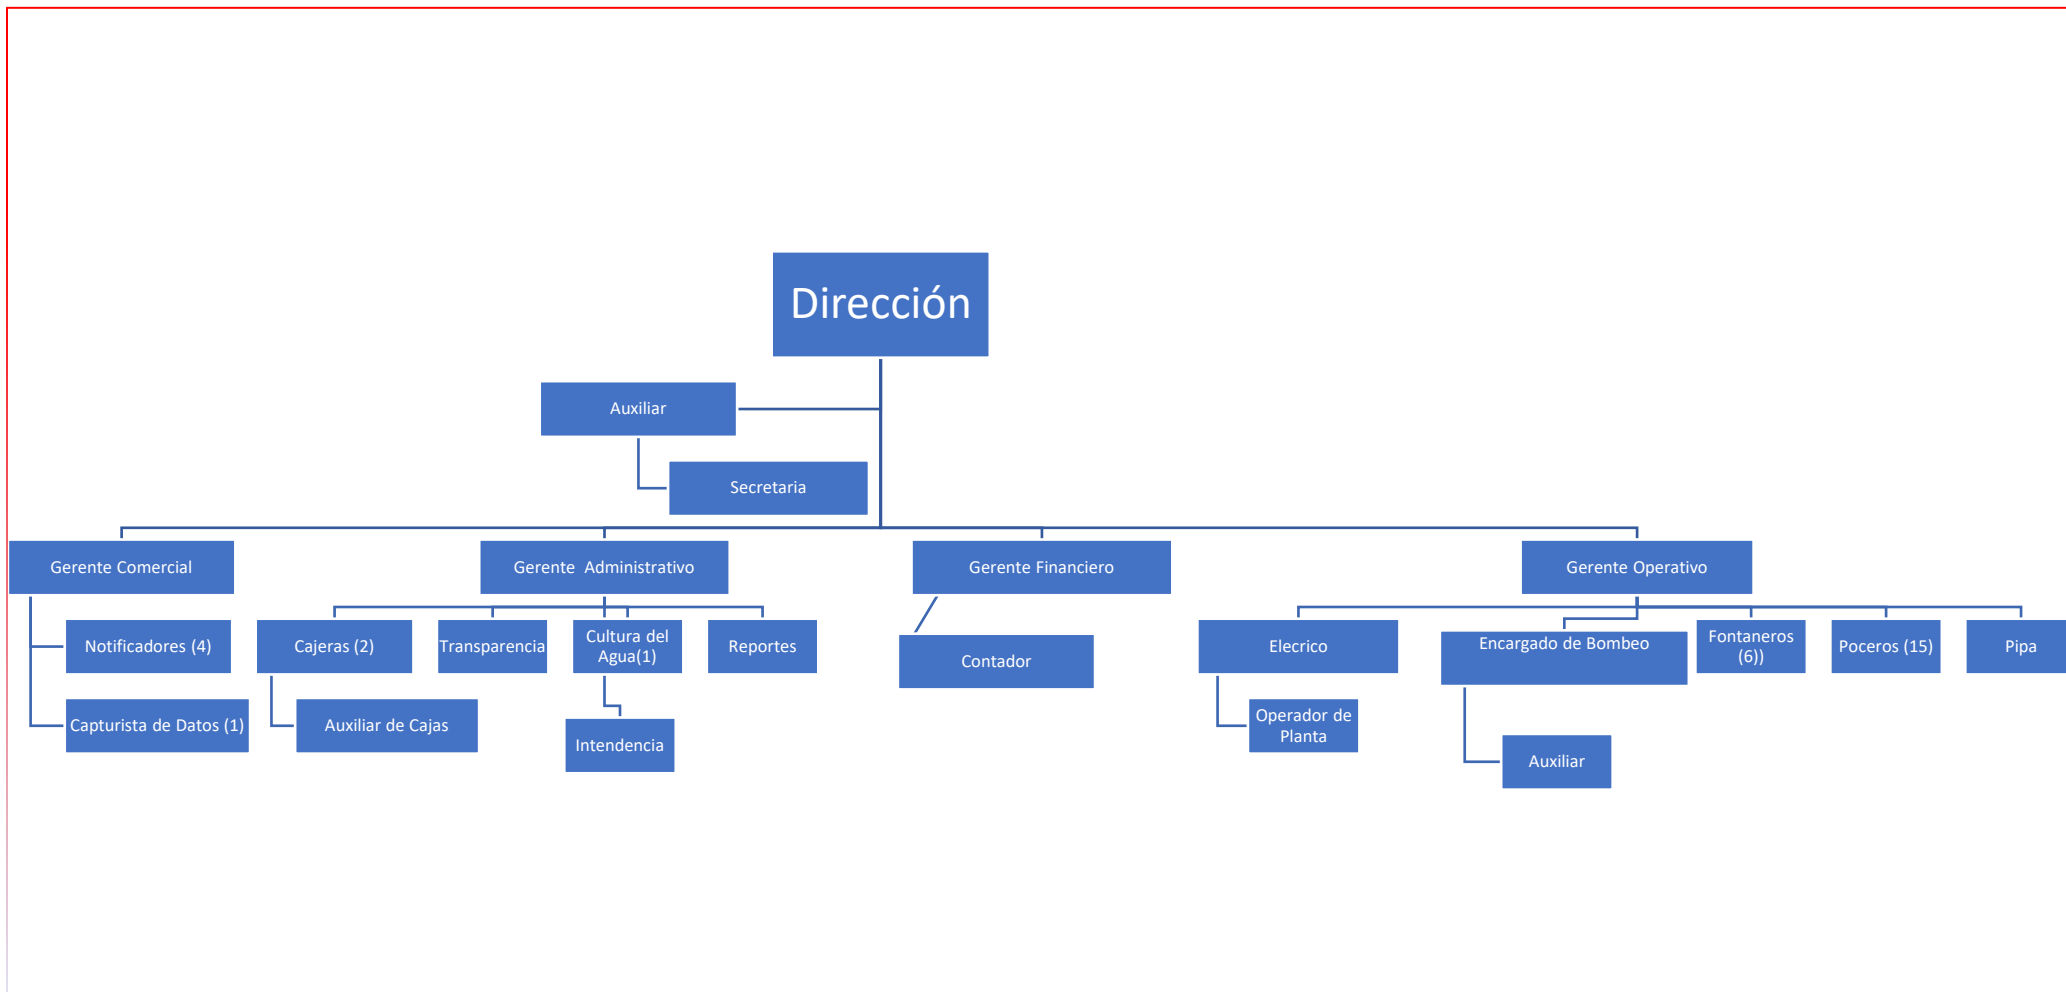 Dirección
Auxiliar
Secretaria
Gerente Comercial
Gerente  Administrativo
Gerente Financiero
Gerente Operativo
Notificadores (4)
Cajeras (2)
Transparencia
Cultura del
Agua(1)
Reportes
Contador
Elecrico
Encargado de Bombeo
Fontaneros
(6))
Poceros (15)
Pipa
Capturista de Datos (1)
Auxiliar de Cajas
Intendencia
Operador de
Planta
Auxiliar